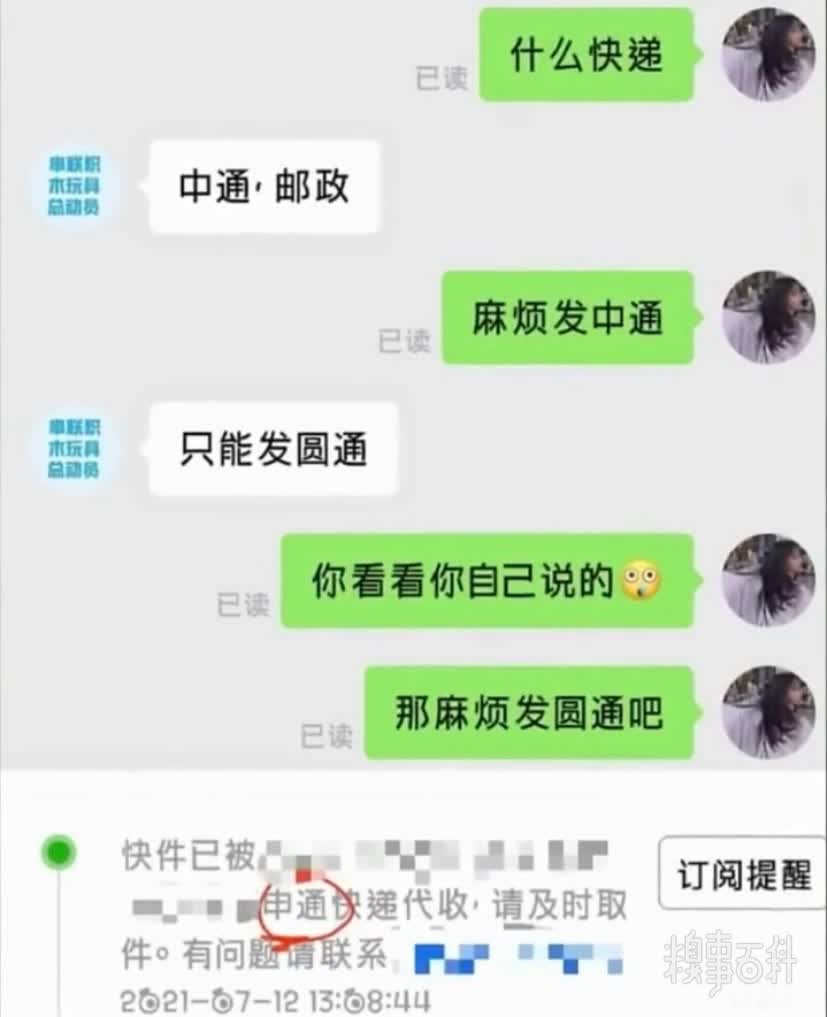 什么快递
已读
串联积
木玩具
总动员
中通，邮政
麻烦发中通
已读
串联积
木玩具
总动员
只能发圆通
你看看你自己说的
已读
那麻烦发圆通吧
已读
快件已被
订阅提醒
申通快递代收，请及时取
件。有问题请联系
2021-07-12 13:08:44
糗事百科